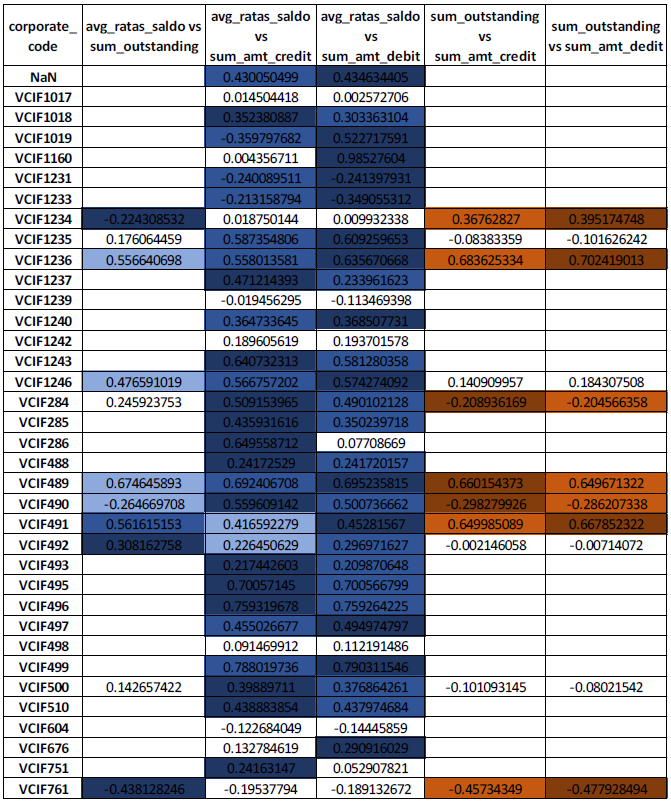 corporate_code avg_ratas_saldo vs sum_outstanding avg_ratas_saldo vs sum_amt_credit avg_ratas_saldo vs sum_amt_debit sum_outstanding vs sum_amt_credit sum_outstanding vs sum_amt_dedit
NaN 0.430050499 0.434634405
VCIF1017 0.014504418 0.002572706
VCIF1018 0.352380887 0.303363104
VCIF1019 -0.359797682 0.522717591
VCIF1160 0.004356711 0.98527604
VCIF1231 -0.240089511 -0.241397931
VCIF1233 -0.213158794 -0.349055312
VCIF1234 -0.224308532 0.018750144 0.009932338 0.36762827 0.395174748
VCIF1235 0.176064459 0.587354806 0.609259653 -0.08383359 -0.101626242
VCIF1236 0.556640698 0.558013581 0.635670668 0.683625334 0.702419013
VCIF1237 0.471214393 0.233961623
VCIF1239 -0.019456295 -0.113469398
VCIF1240 0.364733645 0.368507731
VCIF1242 0.189605619 0.193701578
VCIF1243 0.640732313 0.581280358
VCIF1246 0.476591019 0.566757202 0.574274092 0.140909957 0.184307508
VCIF284 0.245923753 0.509153965 0.490102128 -0.208936169 -0.204566358
VCIF285 0.435931616 0.350239718
VCIF286 0.649558712 0.07708669
VCIF488 0.24172529 0.241720157
VCIF489 0.674645893 0.692406708 0.695235815 0.660154373 0.649671322
VCIF490 -0.264669708 0.559609142 0.500736662 -0.298279926 -0.286207338
VCIF491 0.561615153 0.416592279 0.45281567 0.649985089 0.667852322
VCIF492 0.308162758 0.226450629 0.296971627 -0.002146058 -0.00714072
VCIF493 0.217442603 0.209870648
VCIF495 0.70057145 0.700566799
VCIF496 0.759319678 0.759264225
VCIF497 0.455026677 0.494974797
VCIF498 0.091469912 0.112191486
VCIF499 0.788019736 0.790311546
VCIF500 0.142657422 0.39889711 0.376864261 -0.101093145 -0.08021542
VCIF510 0.438883854 0.437974684
VCIF604 -0.122684049 -0.14445859
VCIF676 0.132784619 0.290916029
VCIF751 0.24163147 0.052907821
VCIF761 -0.438128246 -0.19537794 -0.189132672 -0.45734349 -0.477928494